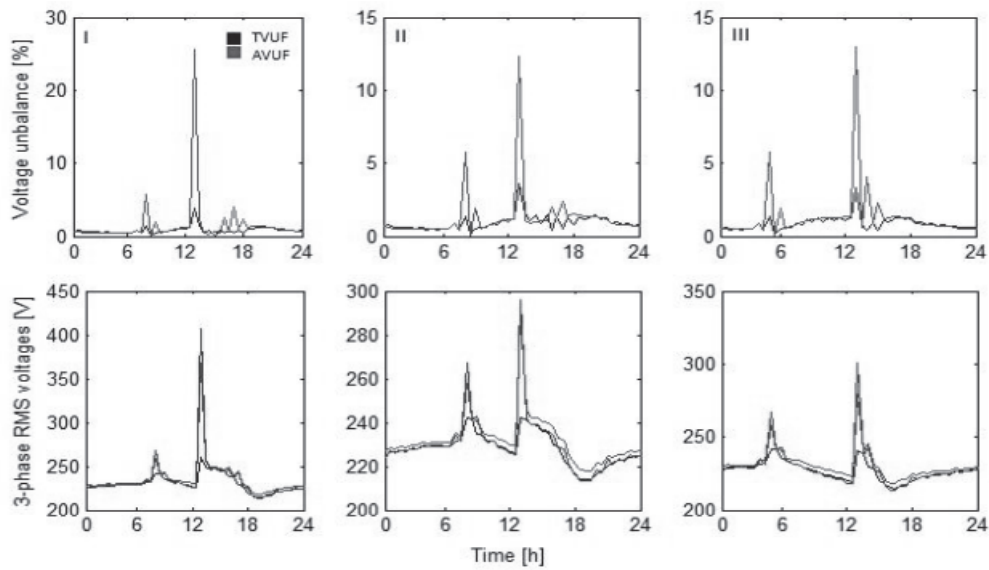 Voltage unbalance [%]
30
20
10
0
I
TVUF
AVUF
0 6 12 18 24
15
10
5
0
II
0 6 12 18 24
15
10
5
0
III
0 6 12 18 24
3-phase RMS voltages [V]
450
400
350
300
250
200
0 6 12 18 24
300
280
260
240
220
200
0 6 12 18 24
350
300
250
200
0 6 12 18 24
Time [h]